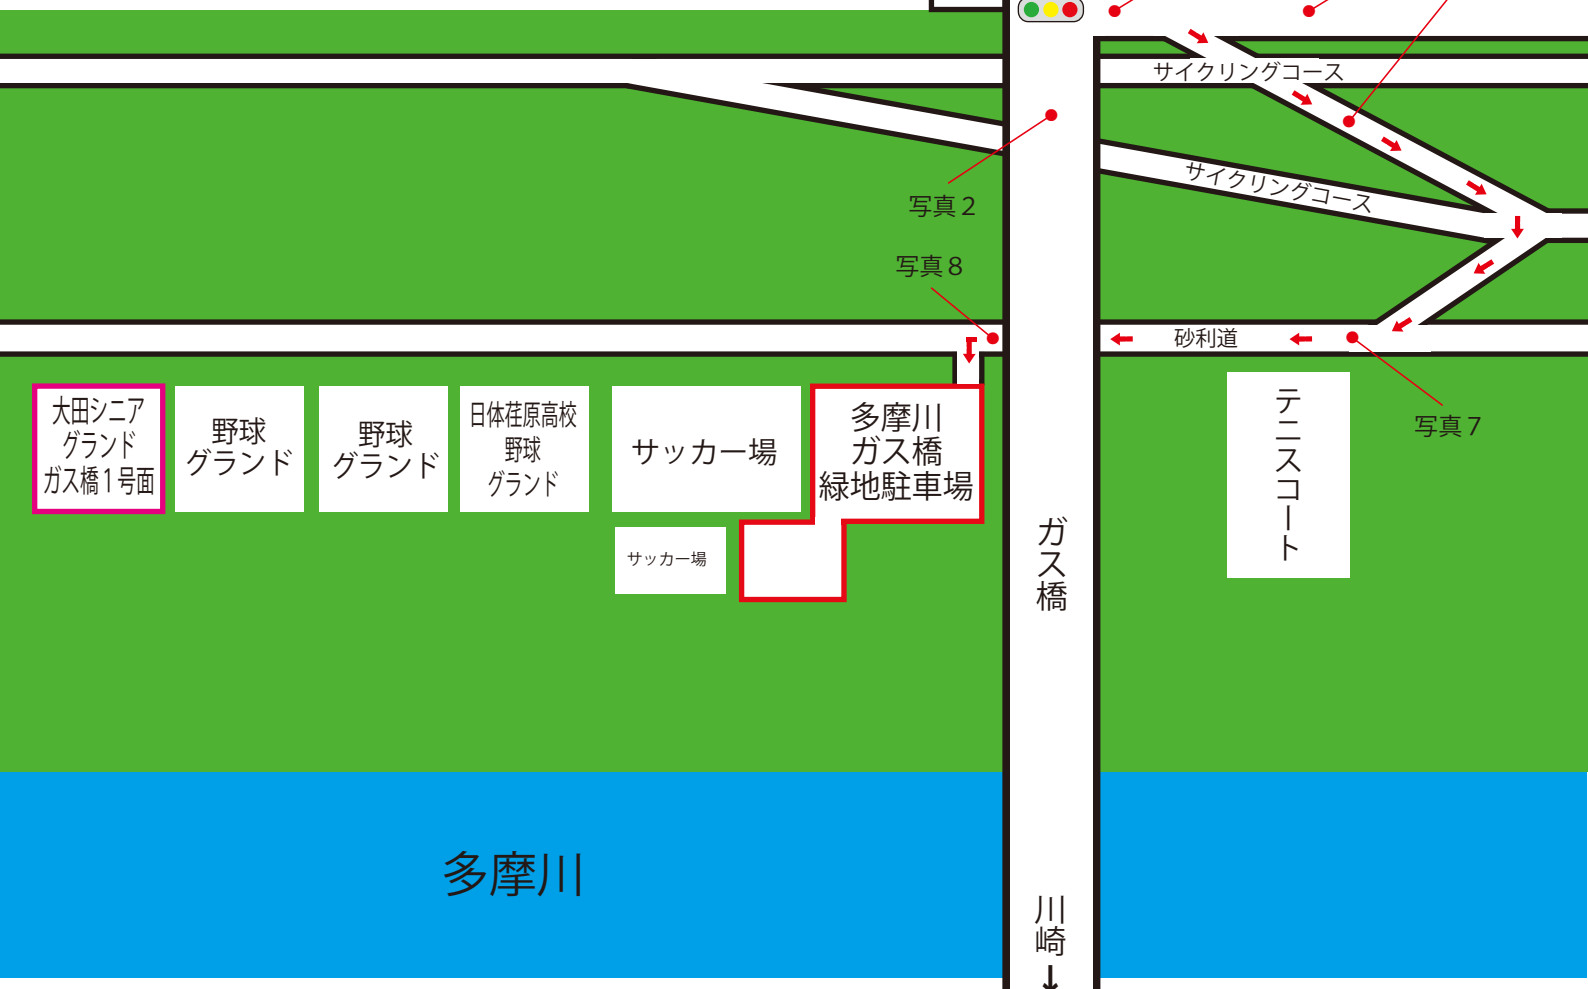 サイクリングコース
サイクリングコース
写真2
写真8
砂利道
写真7
大田シニア
グランド
ガス橋1号面
野球
グランド
野球
グランド
日体荏原高校
野球
グランド
サッカー場
多摩川
ガス橋
緑地駐車場
テニスコート
サッカー場
ガス橋
多摩川
川崎
↓